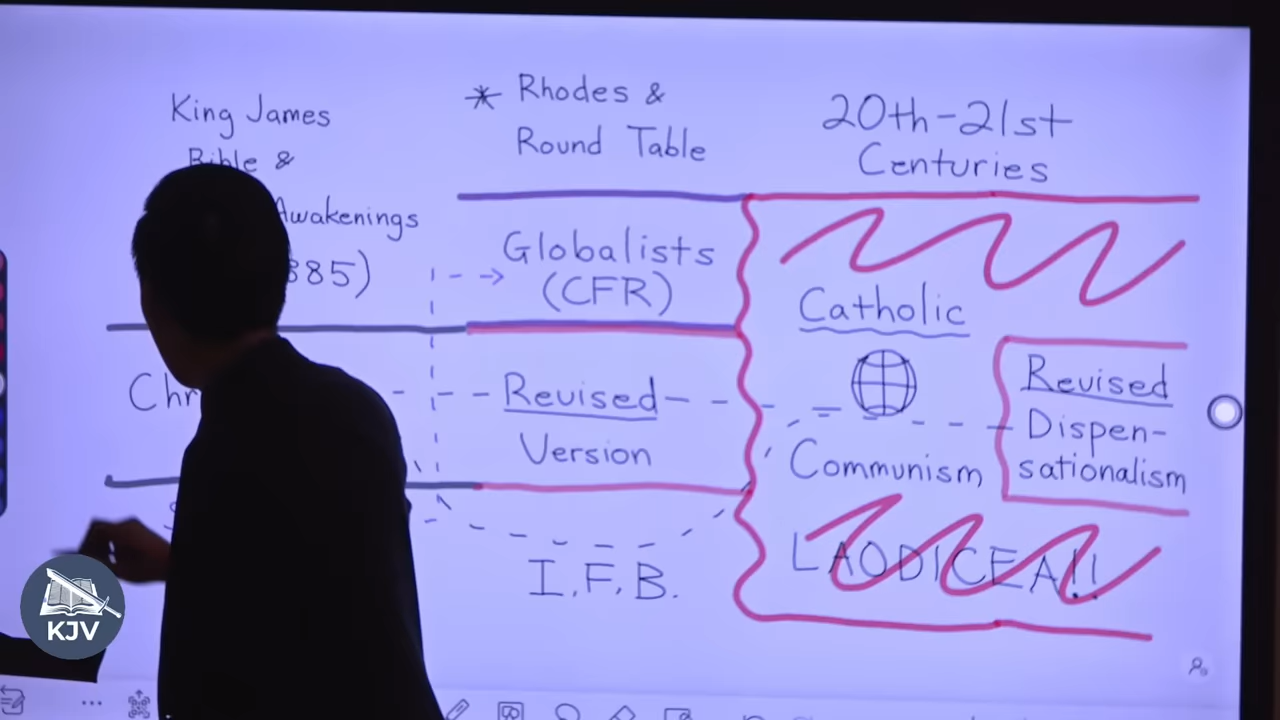 King James
Bible &
Awakenings
885)
* Rhodes &
Round Table
20th-21st
Centuries
Globalists
(CFR)
Catholic
Chr
Revised
Version
Communism
Revised
Dispen-
sationalism
I.F.B.
LAODICEA!!
KJV